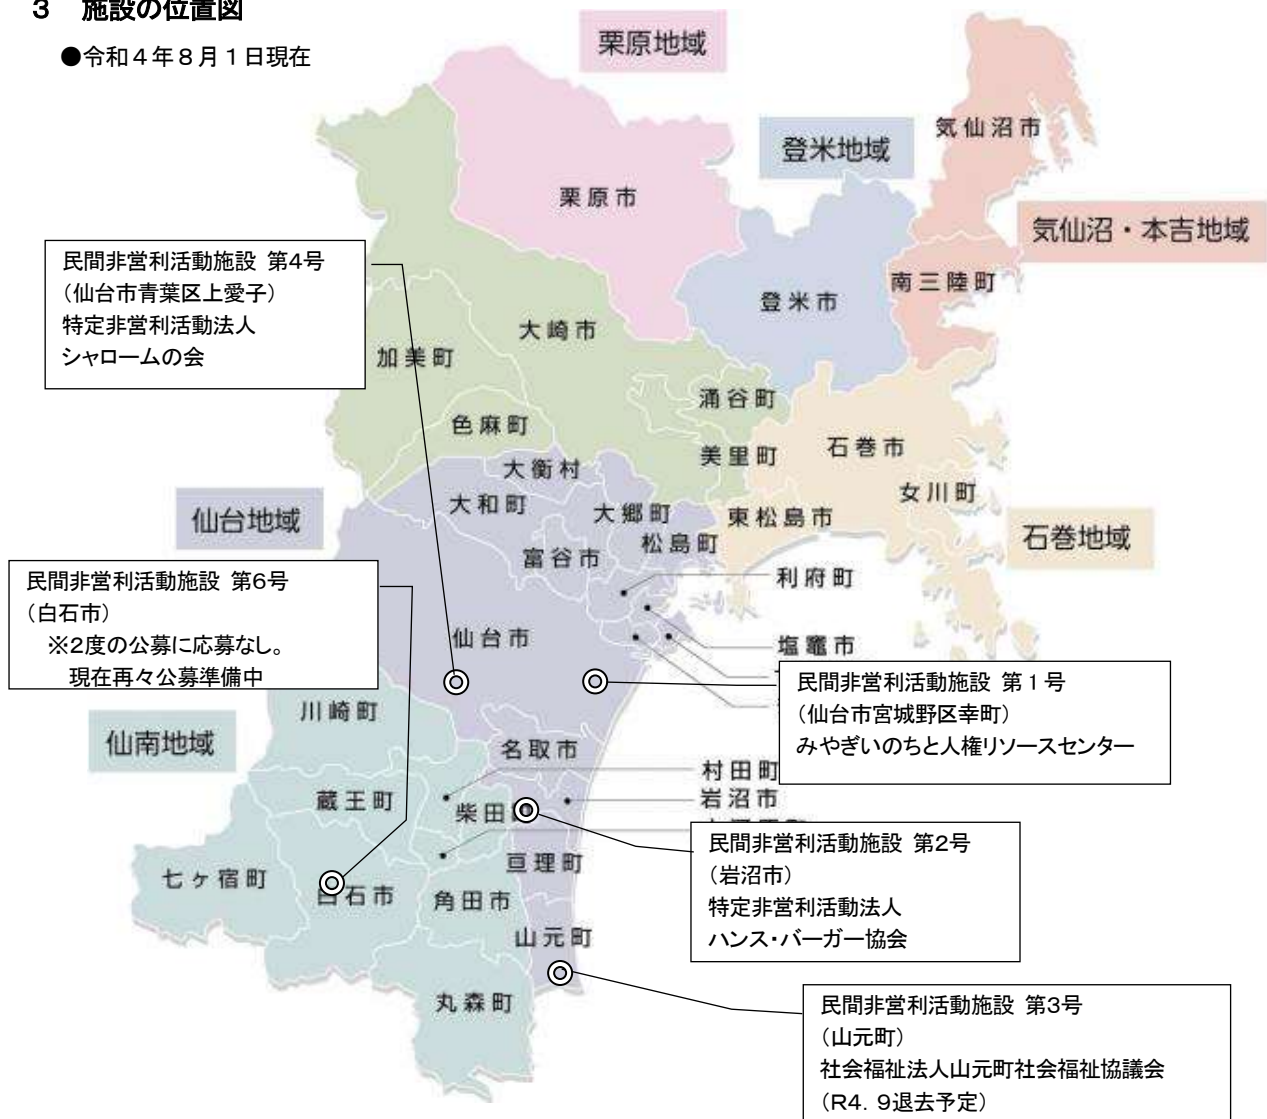 3 施設の位置図
●令和４年８月１日現在
栗原地域
登米地域
気仙沼市
栗原市
気仙沼・本吉地域
民間非営利活動施設 第4号
（仙台市青葉区上愛子）
特定非営利活動法人
シャロームの会
南三陸町
登米市
大崎市
加美町
涌谷町
色麻町
石巻市
美里町
大衡村
女川町
仙台地域
大和町
大郷町
東松島市
石巻地域
富谷市
松島町
利府町
民間非営利活動施設 第6号
（白石市）
※2度の公募に応募なし。
現在再々公募準備中
仙台市
塩竈市
民間非営利活動施設 第１号
（仙台市宮城野区幸町）
みやぎいのちと人権リソースセンター
川崎町
仙南地域
名取市
村田町
蔵王町
岩沼市
柴田
民間非営利活動施設 第2号
（岩沼市）
特定非営利活動法人
ハンス・バーガー協会
亘理町
七ヶ宿町
白石市
角田市
山元町
丸森町
民間非営利活動施設 第3号
（山元町）
社会福祉法人山元町社会福祉協議会
（R4．9退去予定）